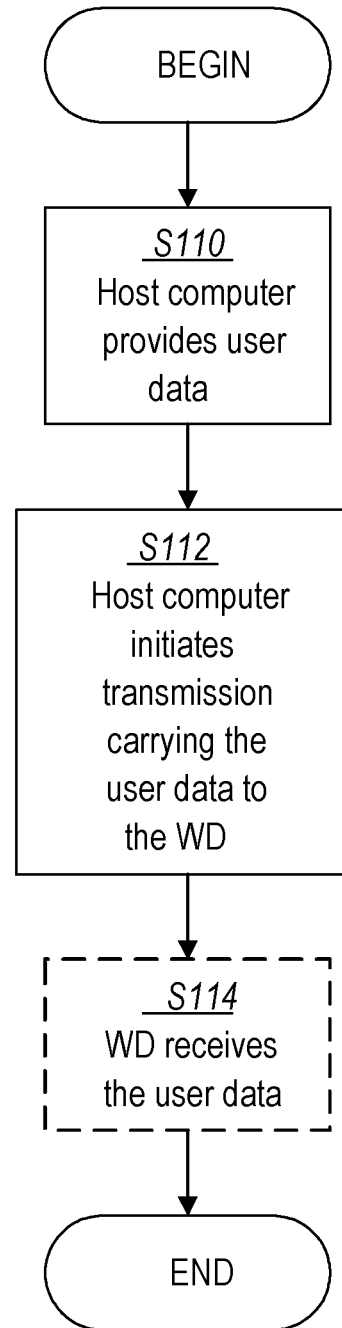 BEGIN
S110
Host computer
provides user
data
S112
Host computer
initiates
transmission
carrying the
user data to
the WD
S114
WD receives
the user data
END